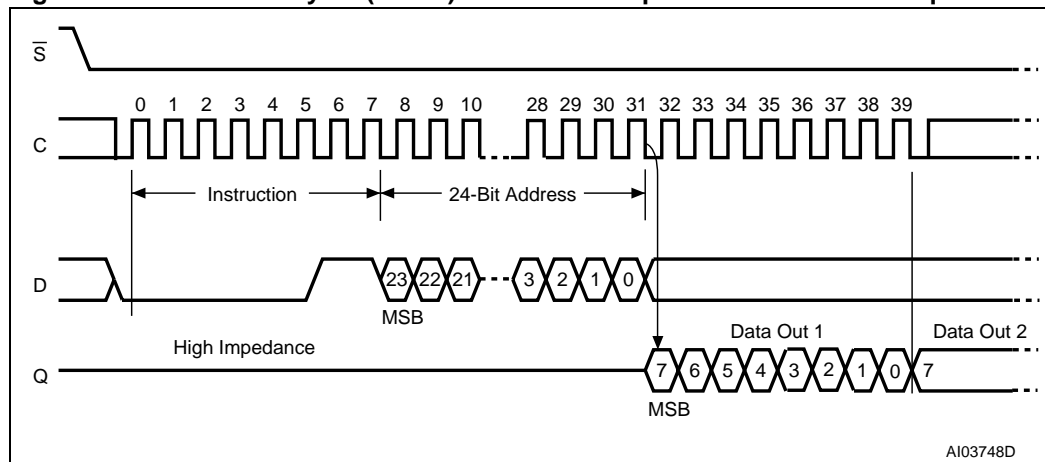 S
0 1 2 3 4 5 6 7 8 9 10 28 29 30 31 32 33 34 35 36 37 38 39
C
Instruction 24-Bit Address
D 23 22 21 3 2 1 0
MSB
High Impedance Data Out 1 Data Out 2
Q 7 6 5 4 3 2 1 0 7
MSB
AI03748D